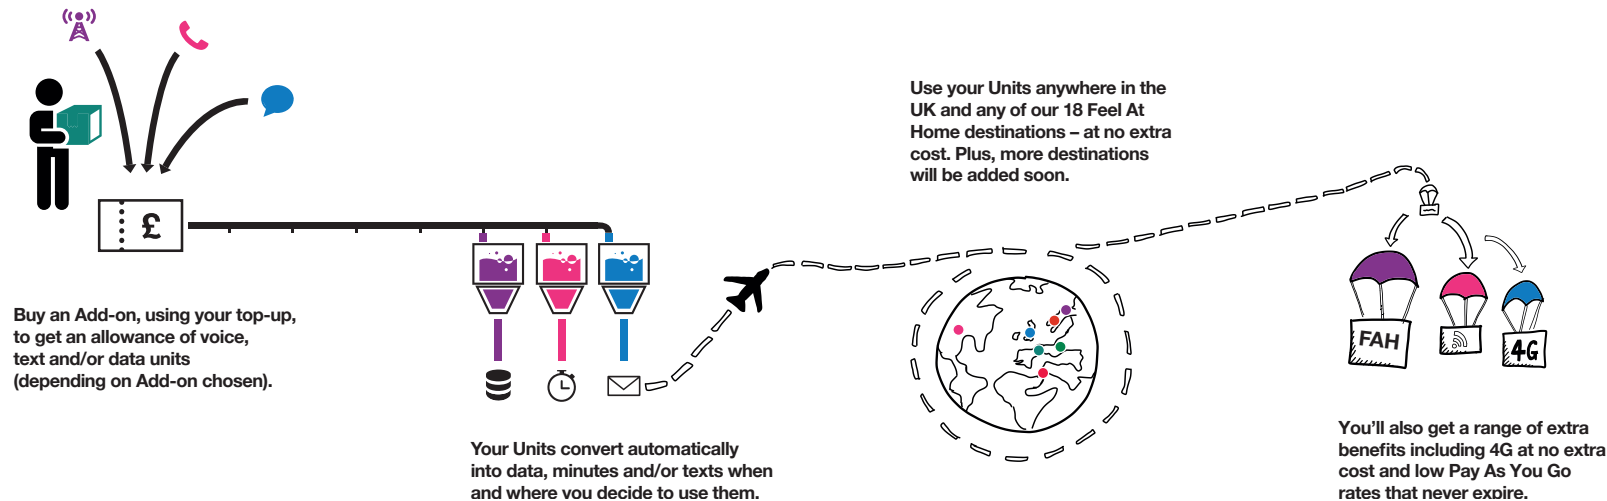 £
Buy an Add-on, using your top-up,
to get an allowance of voice,
text and/or data units
(depending on Add-on chosen).
Your Units convert automatically
into data, minutes and/or texts when
and where you decide to use them.
Use your Units anywhere in the
UK and any of our 18 Feel At
Home destinations – at no extra
cost. Plus, more destinations
will be added soon.
FAH
4G
You’ll also get a range of extra
benefits including 4G at no extra
cost and low Pay As You Go
rates that never expire.